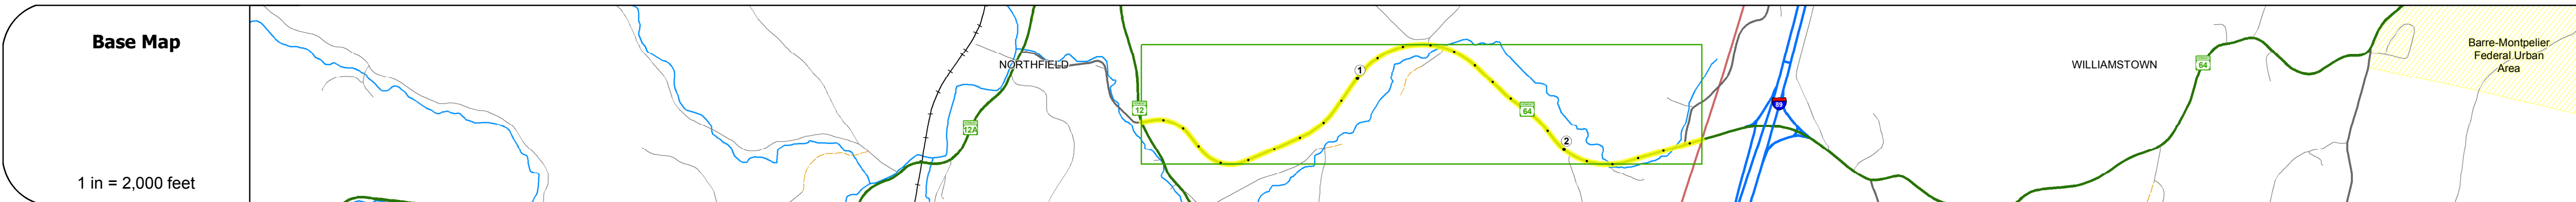 Base Map
1 in = 2,000 feet
NORTHFIELD
12A
12
1
64
2
89
WILLIAMSTOWN
64
Barre-Montpelier
Federal Urban
Area